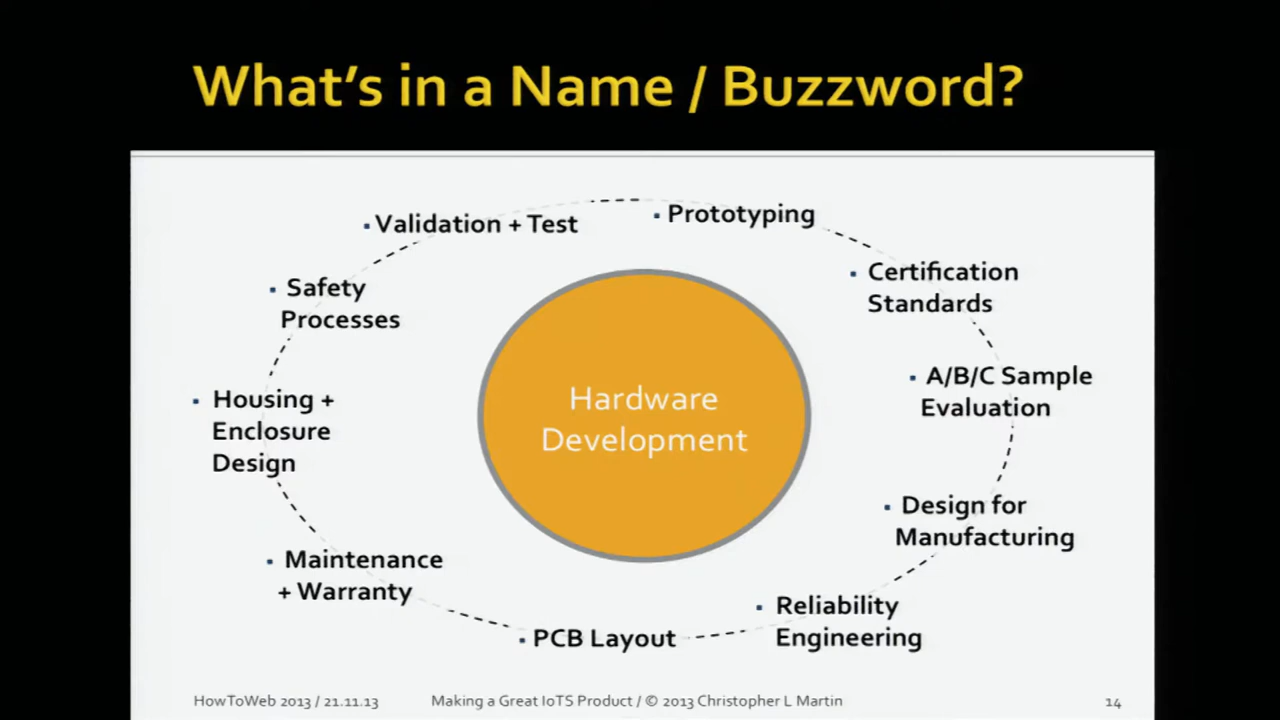 What's in a Name / Buzzword?
▪ Validation + Test
▪ Prototyping
▪ Certification
Standards
▪ A/B/C Sample
Evaluation
▪ Design for
Manufacturing
▪ Reliability
Engineering
▪ PCB Layout
▪ Maintenance
+ Warranty
▪ Housing +
Enclosure
Design
▪ Safety
Processes
Hardware
Development
HowToWeb 2013 / 21.11.13
Making a Great IoTS Product / © 2013 Christopher L Martin
14